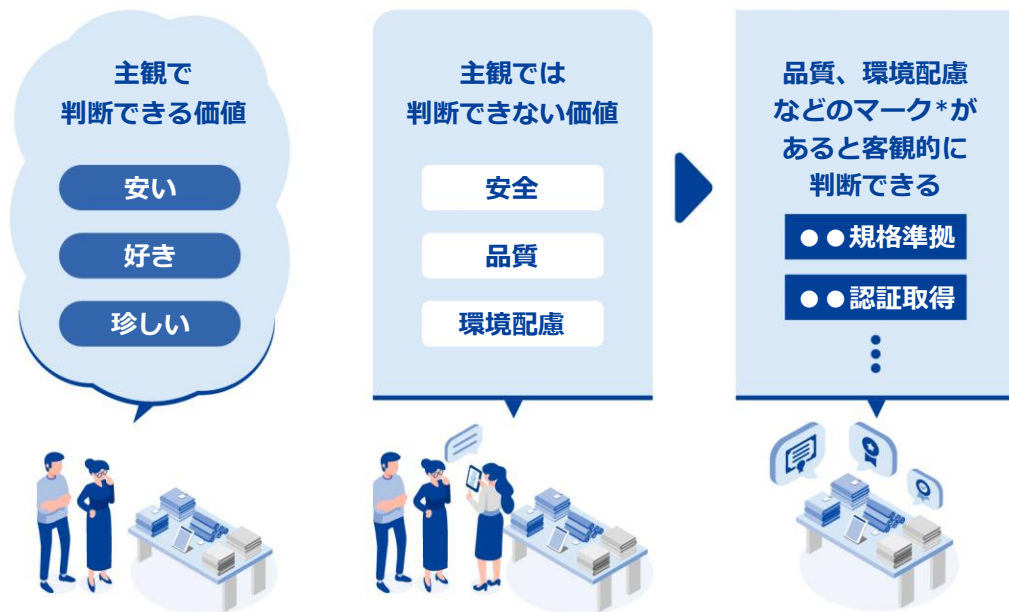 主観で
判断できる価値
安い
好き
珍しい
主観では
判断できない価値
安全
品質
環境配慮
品質、環境配慮
などのマーク*が
あると客観的に
判断できる
●●規格準拠
●●認証取得